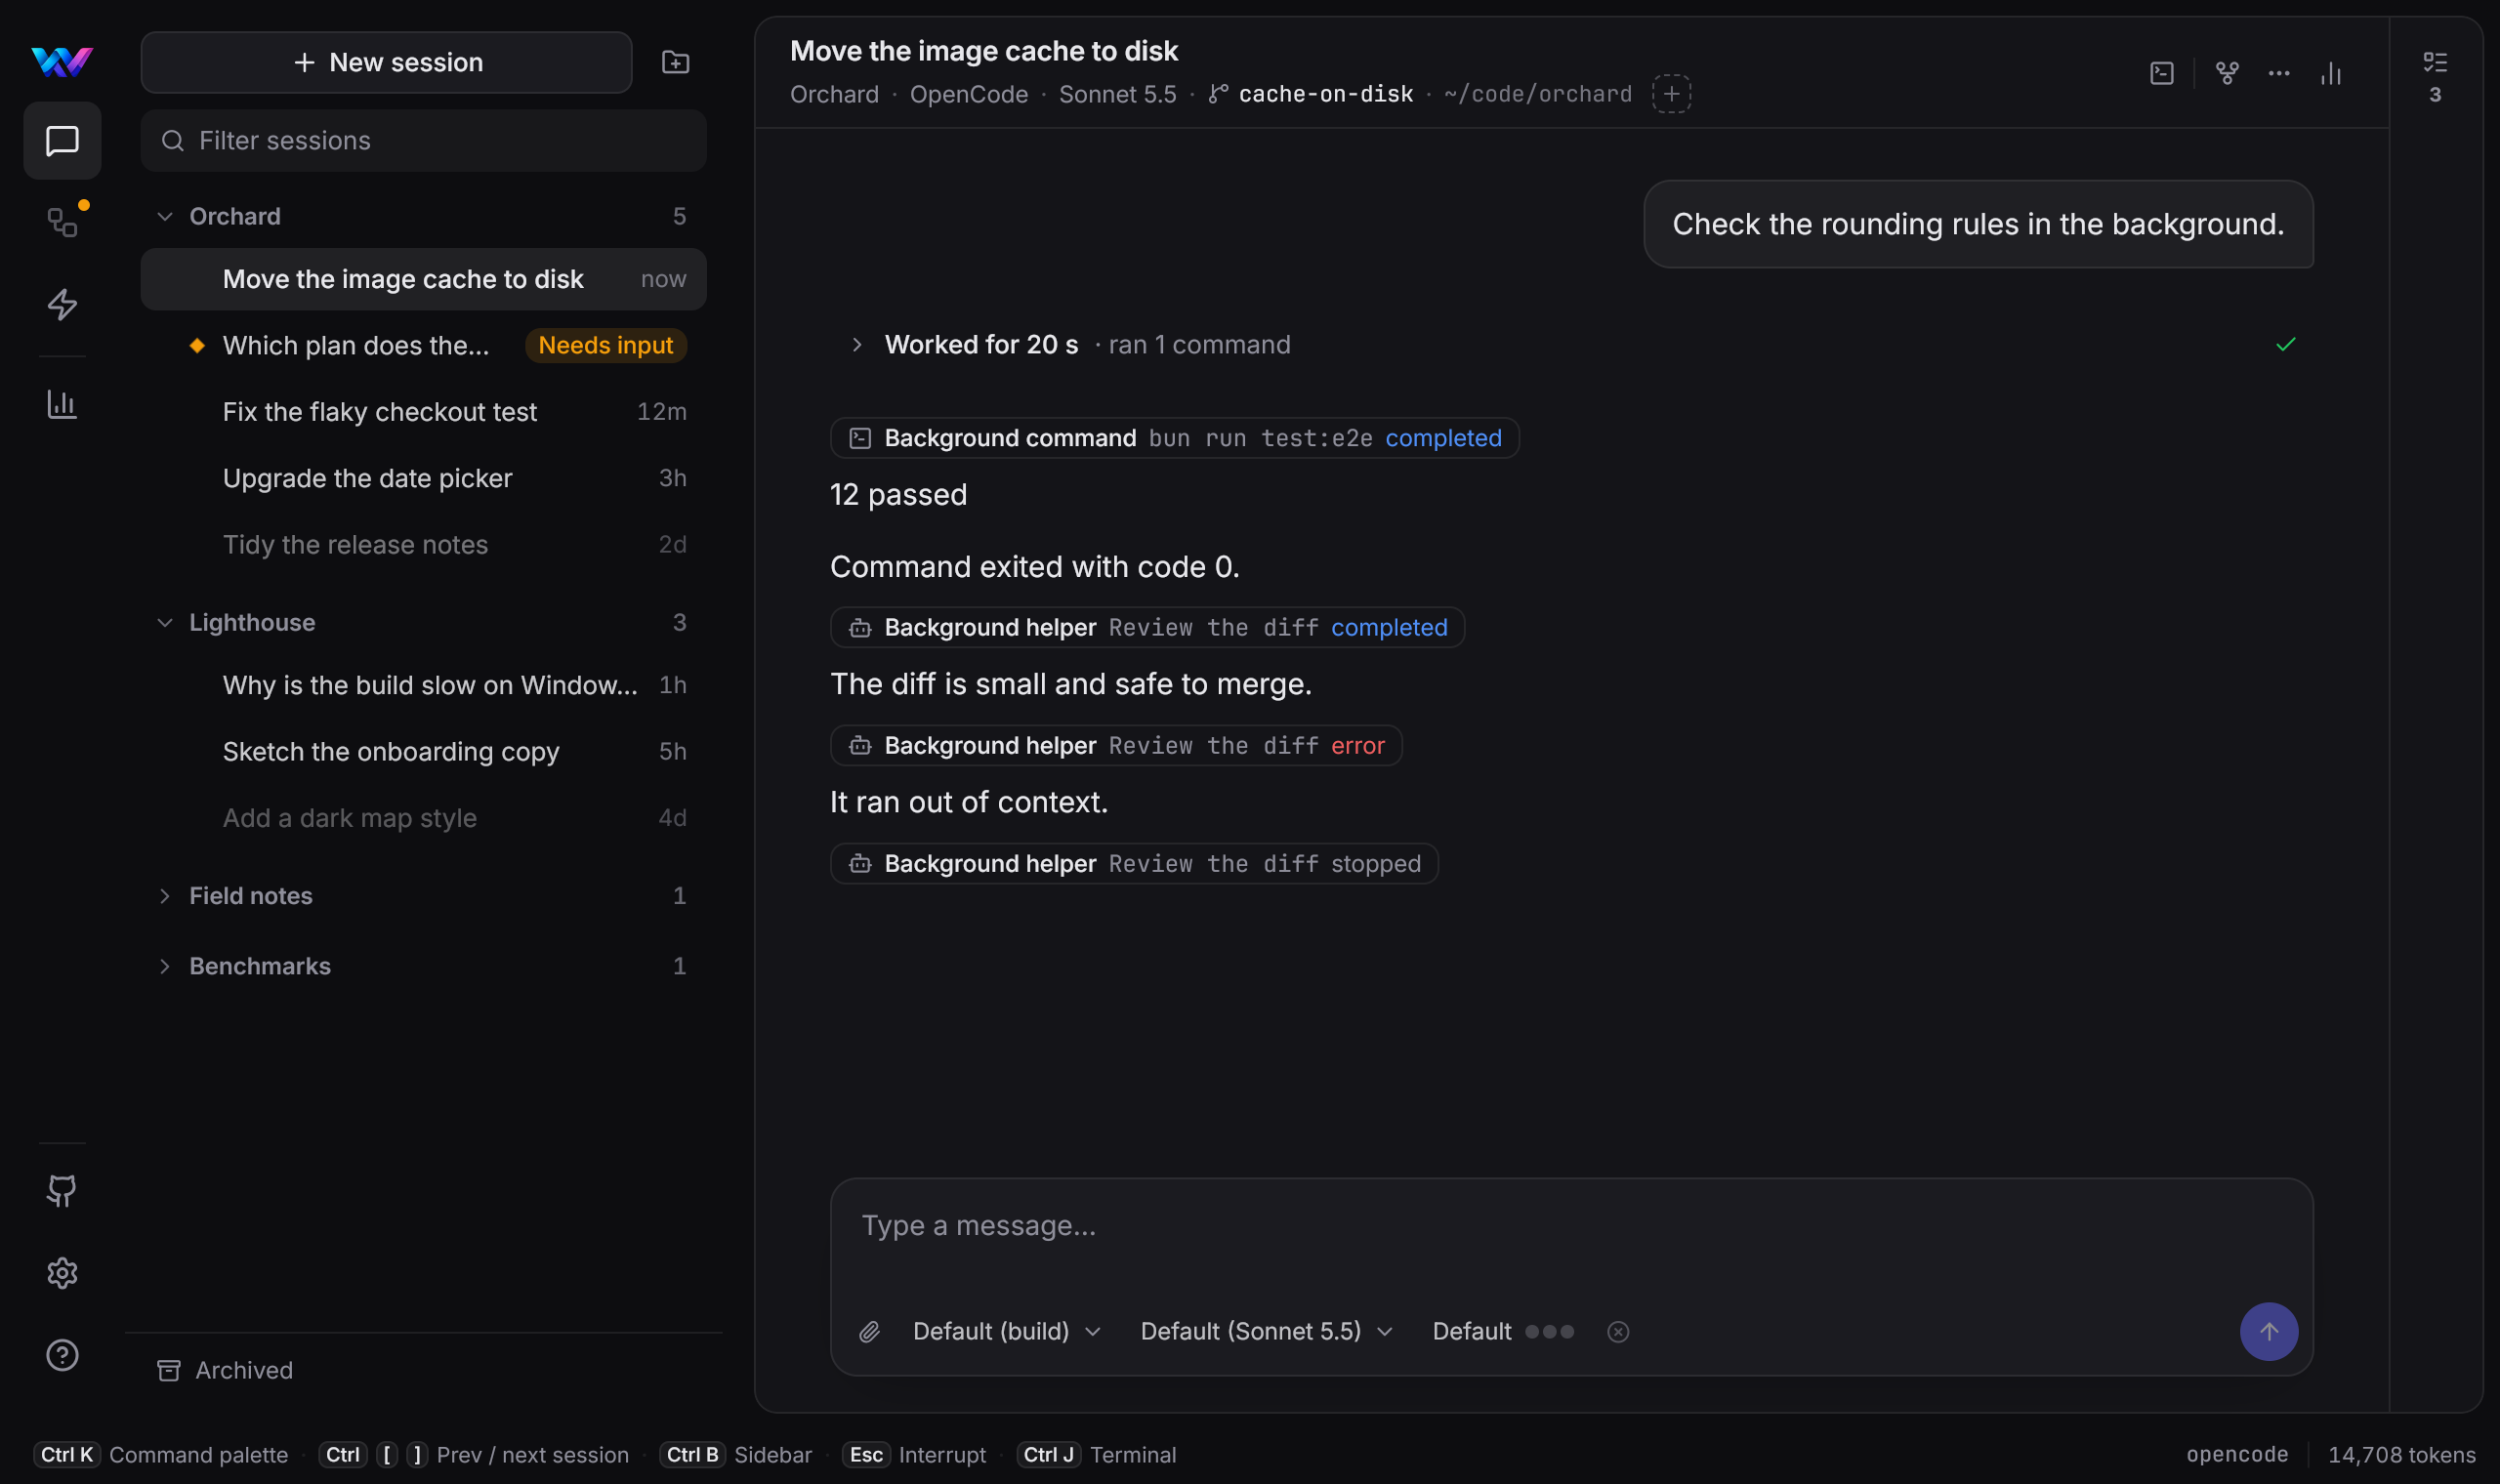 New session
Filter sessions
Orchard 5
Move the image cache to disk now
Which plan does the... Needs input
Fix the flaky checkout test 12m
Upgrade the date picker 3h
Tidy the release notes 2d
Lighthouse 3
Why is the build slow on Window... 1h
Sketch the onboarding copy 5h
Add a dark map style 4d
Field notes 1
Benchmarks 1
Archived
Move the image cache to disk
Orchard · OpenCode · Sonnet 5.5 · cache-on-disk · ~/code/orchard
3
Check the rounding rules in the background.
Worked for 20 s · ran 1 command
Background command bun run test:e2e completed
12 passed
Command exited with code 0.
Background helper Review the diff completed
The diff is small and safe to merge.
Background helper Review the diff error
It ran out of context.
Background helper Review the diff stopped
Type a message...
Default (build) Default (Sonnet 5.5) Default
Ctrl K Command palette · Ctrl [ ] Prev / next session · Ctrl B Sidebar · Esc Interrupt · Ctrl J Terminal
opencode 14,708 tokens